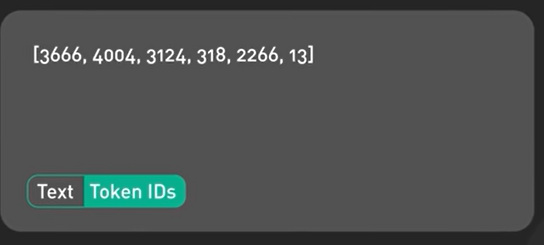 [3666, 4004, 3124, 318, 2266, 13]
Text Token IDs